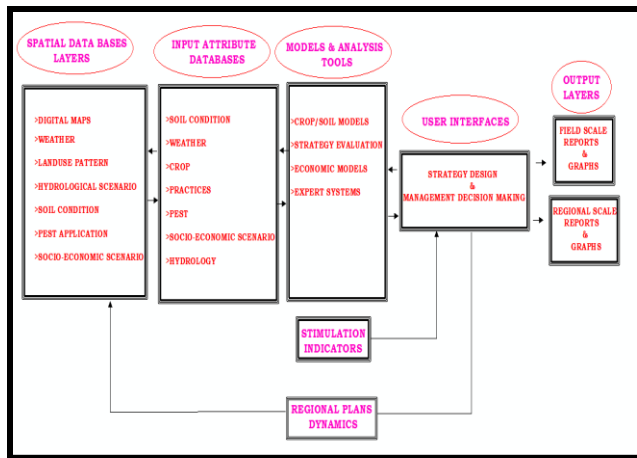 SPATIAL DATA BASES
LAYERS
INPUT ATTRIBUTE
DATABASES
MODELS & ANALYSIS
TOOLS
USER INTERFACES
OUTPUT
LAYERS
>DIGITAL MAPS
>WEATHER
>LANDUSE PATTERN
>HYDROLOGICAL SCENARIO
>SOIL CONDITION
>PEST APPLICATION
>SOCIO-ECONOMIC SCENARIO
>SOIL CONDITION
>WEATHER
>CROP
>PRACTICES
>PEST
>SOCIO-ECONOMIC SCENARIO
>HYDROLOGY
>CROP/SOIL MODELS
>STRATEGY EVALUATION
>ECONOMIC MODELS
>EXPERT SYSTEMS
STRATEGY DESIGN
&
MANAGEMENT DECISION MAKING
FIELD SCALE
REPORTS
&
GRAPHS
REGIONAL SCALE
REPORTS
&
GRAPHS
STIMULATION
INDICATORS
REGIONAL PLANS
DYNAMICS